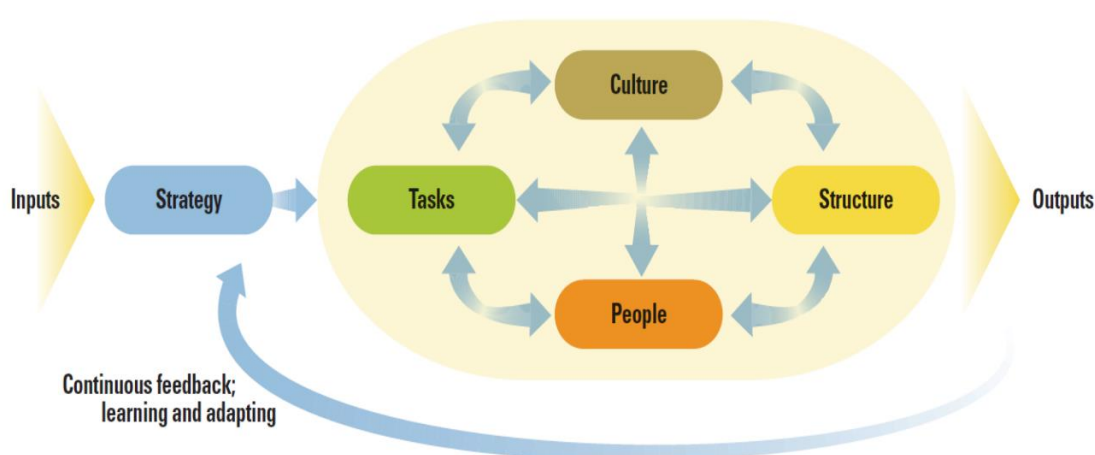 Culture
Inputs
Strategy
Tasks
Structure
Outputs
People
Continuous feedback;
learning and adapting